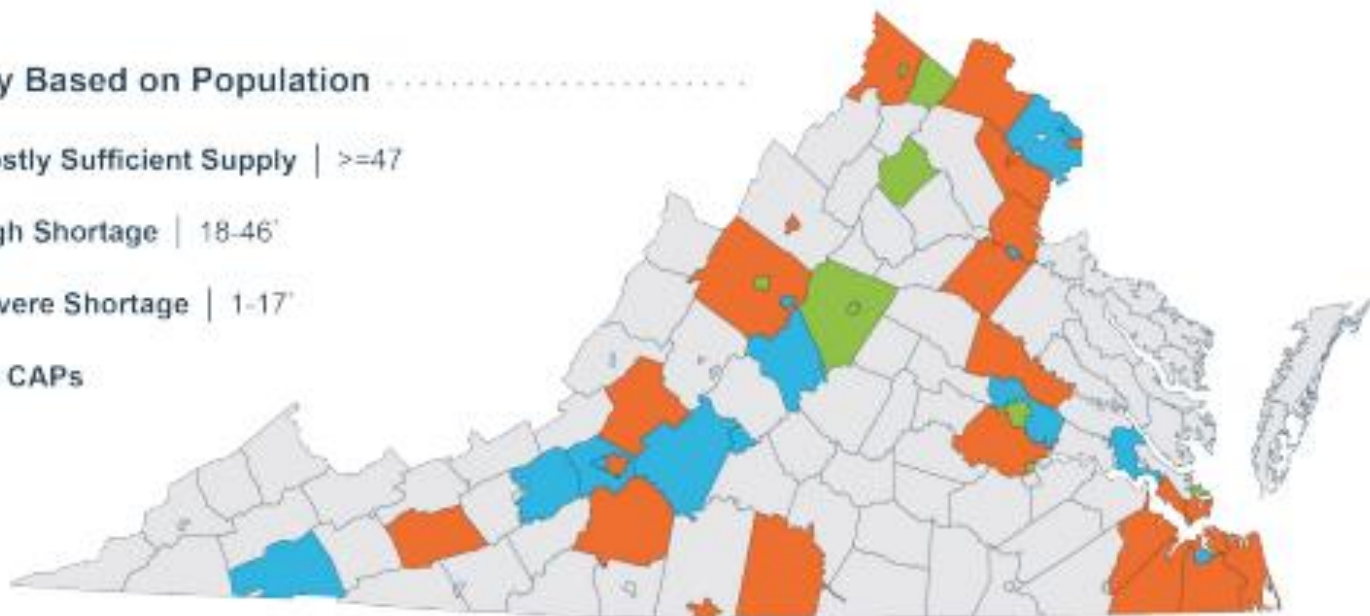 y Based on Population
ostly Sufficient Supply | >=47
gh Shortage | 18-46*
vere Shortage | 1-17*
CAPs